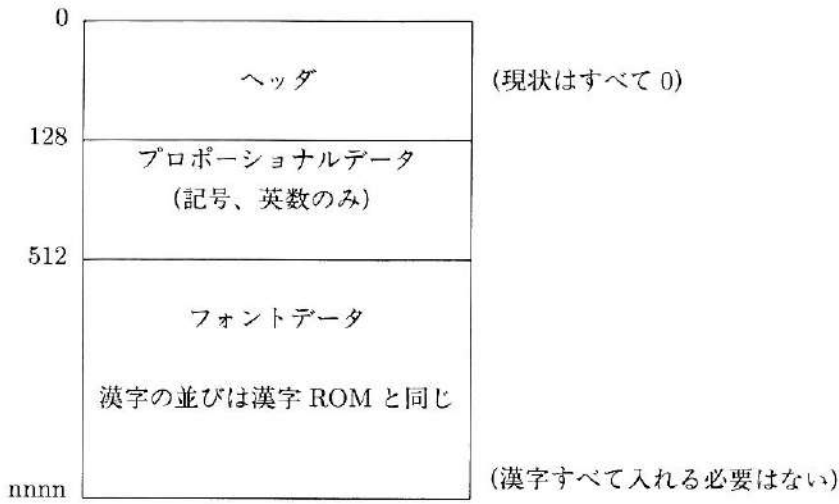 0
ヘッダ (現状はすべて 0)
128
プロポーショナルデータ
(記号、英数のみ)
512
フォントデータ
漢字の並びは漢字 ROM と同じ
nnnn (漢字すべて入れる必要はない)